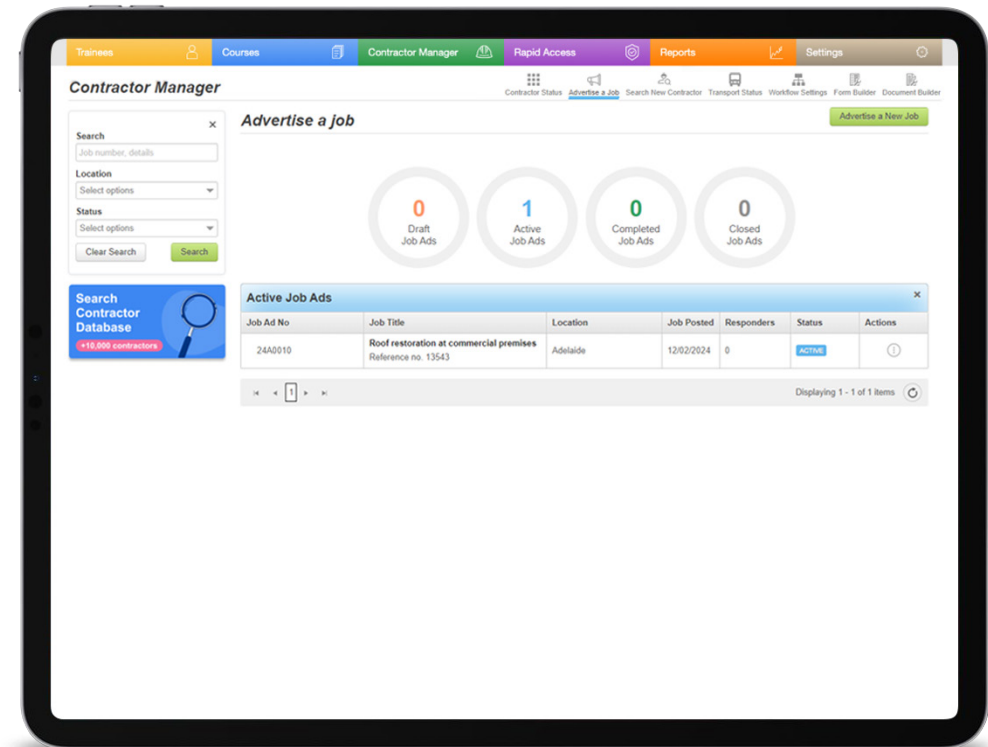 Trainees
Courses
Contractor Manager
Rapid Access
Reports
Settings
Contractor Manager
Contractor Status
Advertise a Job
Search New Contractor
Transport Status
Workflow Settings
Form Builder
Document Builder
Search
Job number, details
Location
Select options
Status
Select options
Clear Search
Search
Search
Contractor
Database
+10,000 contractors
Advertise a job
Advertise a New Job
0
Draft
Job Ads
1
Active
Job Ads
0
Completed
Job Ads
0
Closed
Job Ads
Active Job Ads
Job Ad No Job Title Location Job Posted Responders Status Actions
24A0010 Roof restoration at commercial premises Adelaide 12/02/2024 0 ACTIVE
Reference no. 13543
1
Displaying 1 - 1 of 1 items